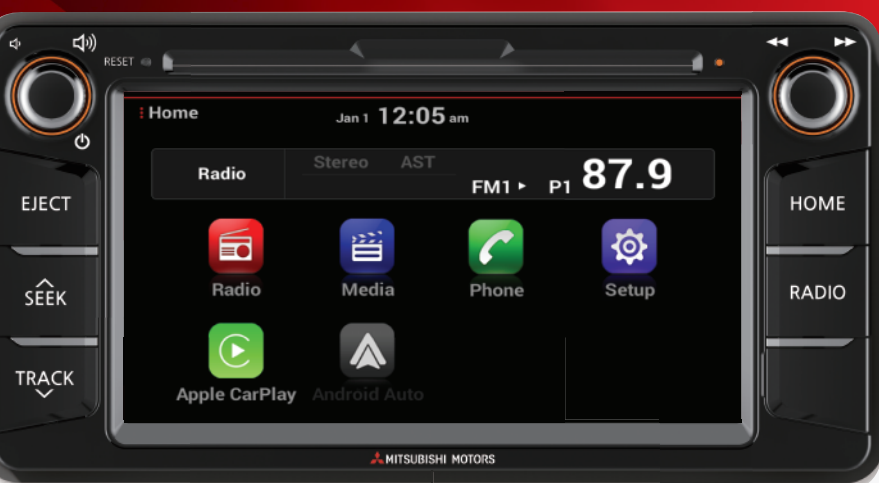 RESET
Home
Jan 1 12:05 am
Radio
Stereo AST
FM1 ▸ P1 87.9
EJECT
HOME
Radio Media Phone Setup
SEEK
RADIO
TRACK
Apple CarPlay Android Auto
MITSUBISHI MOTORS